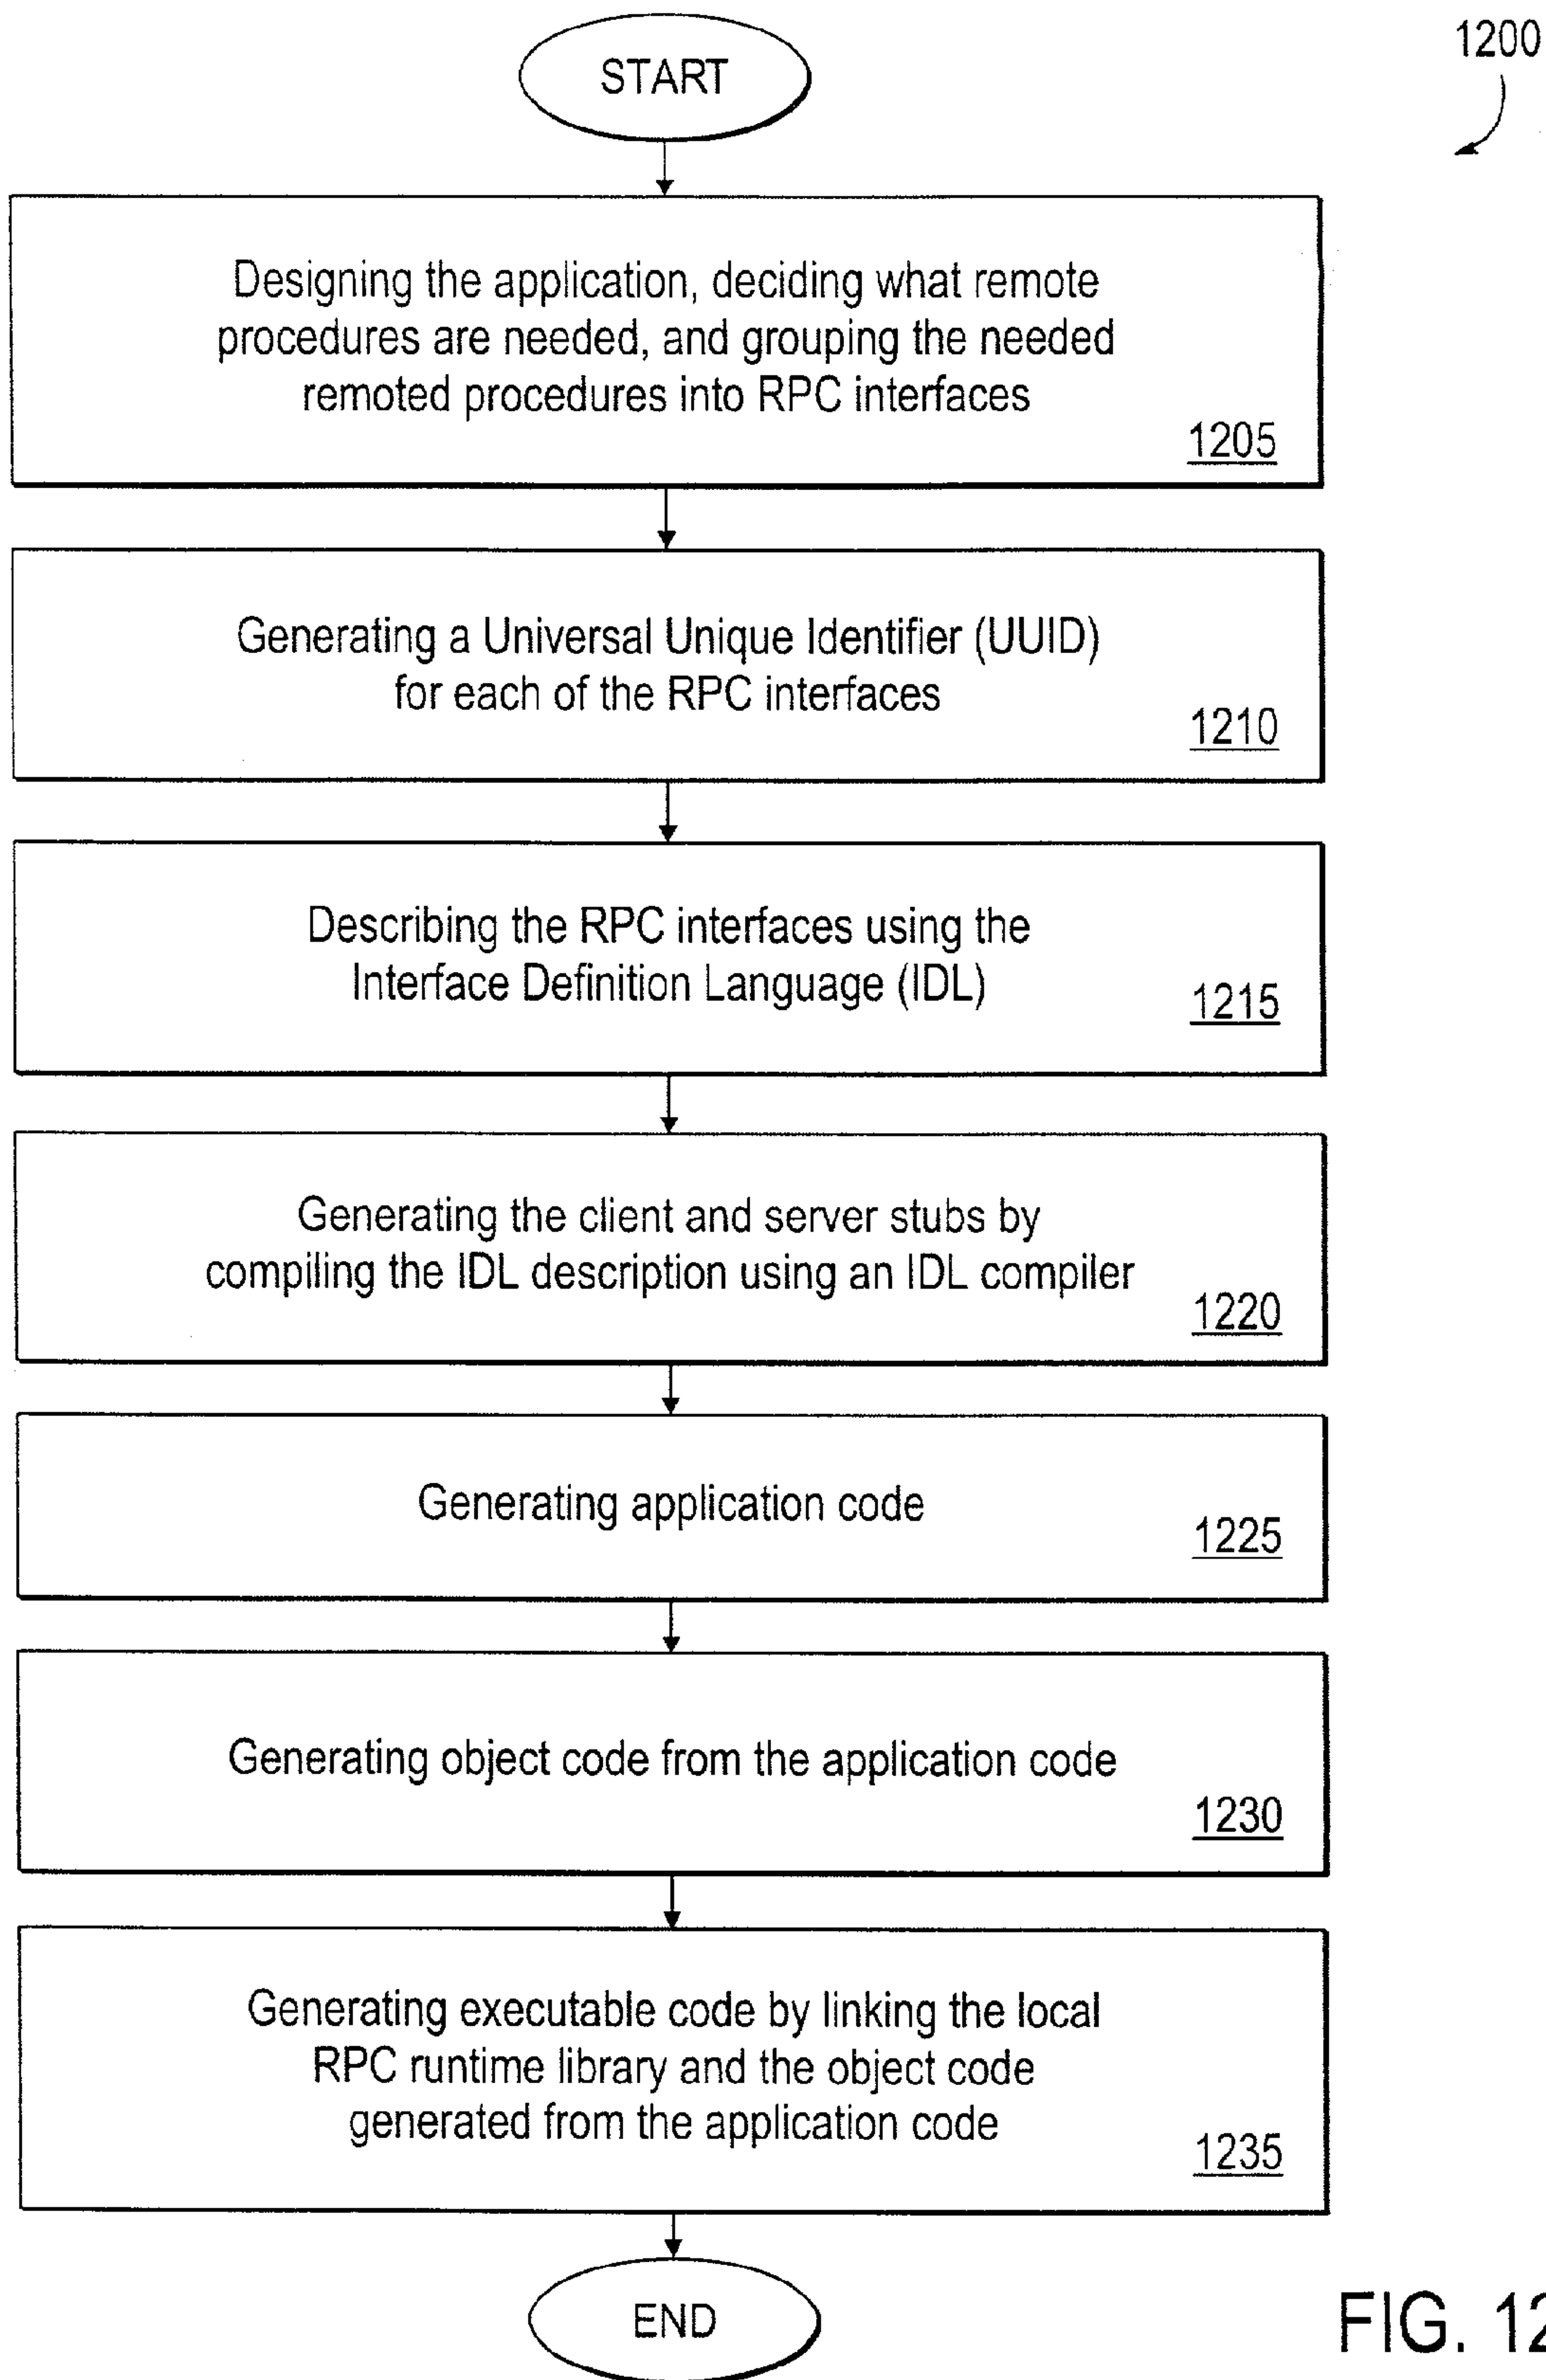 1200
START
Designing the application, deciding what remote
procedures are needed, and grouping the needed
remoted procedures into RPC interfaces
1205
Generating a Universal Unique Identifier (UUID)
for each of the RPC interfaces
1210
Describing the RPC interfaces using the
Interface Definition Language (IDL)
1215
Generating the client and server stubs by
compiling the IDL description using an IDL compiler
1220
Generating application code
1225
Generating object code from the application code
1230
Generating executable code by linking the local
RPC runtime library and the object code
generated from the application code
1235
END
FIG. 12